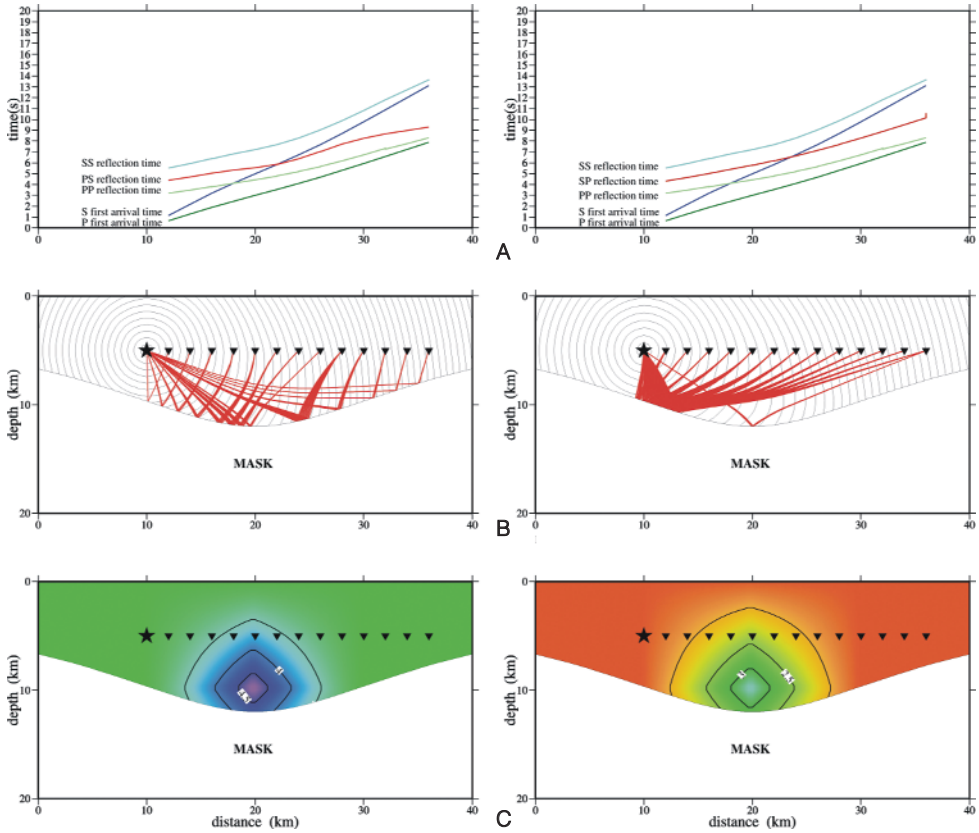 20
19
18
17
16
15
14
13
12
11
10
9
8
7
6
5
4
3
2
1
0
time(s)
SS reflection time
PS reflection time
PP reflection time
S first arrival time
P first arrival time
0 10 20 30 40
20
19
18
17
16
15
14
13
12
11
10
9
8
7
6
5
4
3
2
1
0
time(s)
SS reflection time
SP reflection time
PP reflection time
S first arrival time
P first arrival time
0 10 20 30 40
A
0
10
20
depth (km)
MASK
0 10 20 30 40
0
10
20
depth (km)
MASK
0 10 20 30 40
B
0
10
20
depth (km)
MASK
0 10 20 30 40
distance (km)
0
10
20
depth (km)
MASK
0 10 20 30 40
distance (km)
C